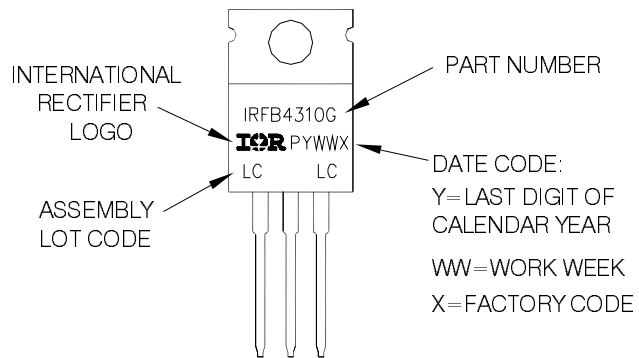 INTERNATIONAL
RECTIFIER
LOGO
ASSEMBLY
LOT CODE
IRFB4310G
IOR PYWWX
LC LC
PART NUMBER
DATE CODE:
Y=LAST DIGIT OF
CALENDAR YEAR
WW=WORK WEEK
X=FACTORY CODE